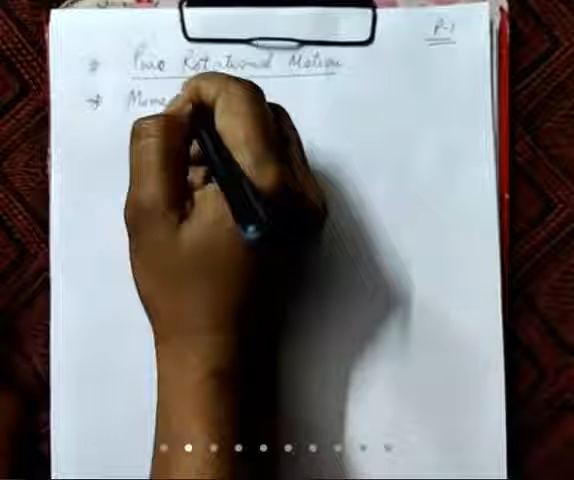 P-1
* Pure Rotational Motion
→ Mome